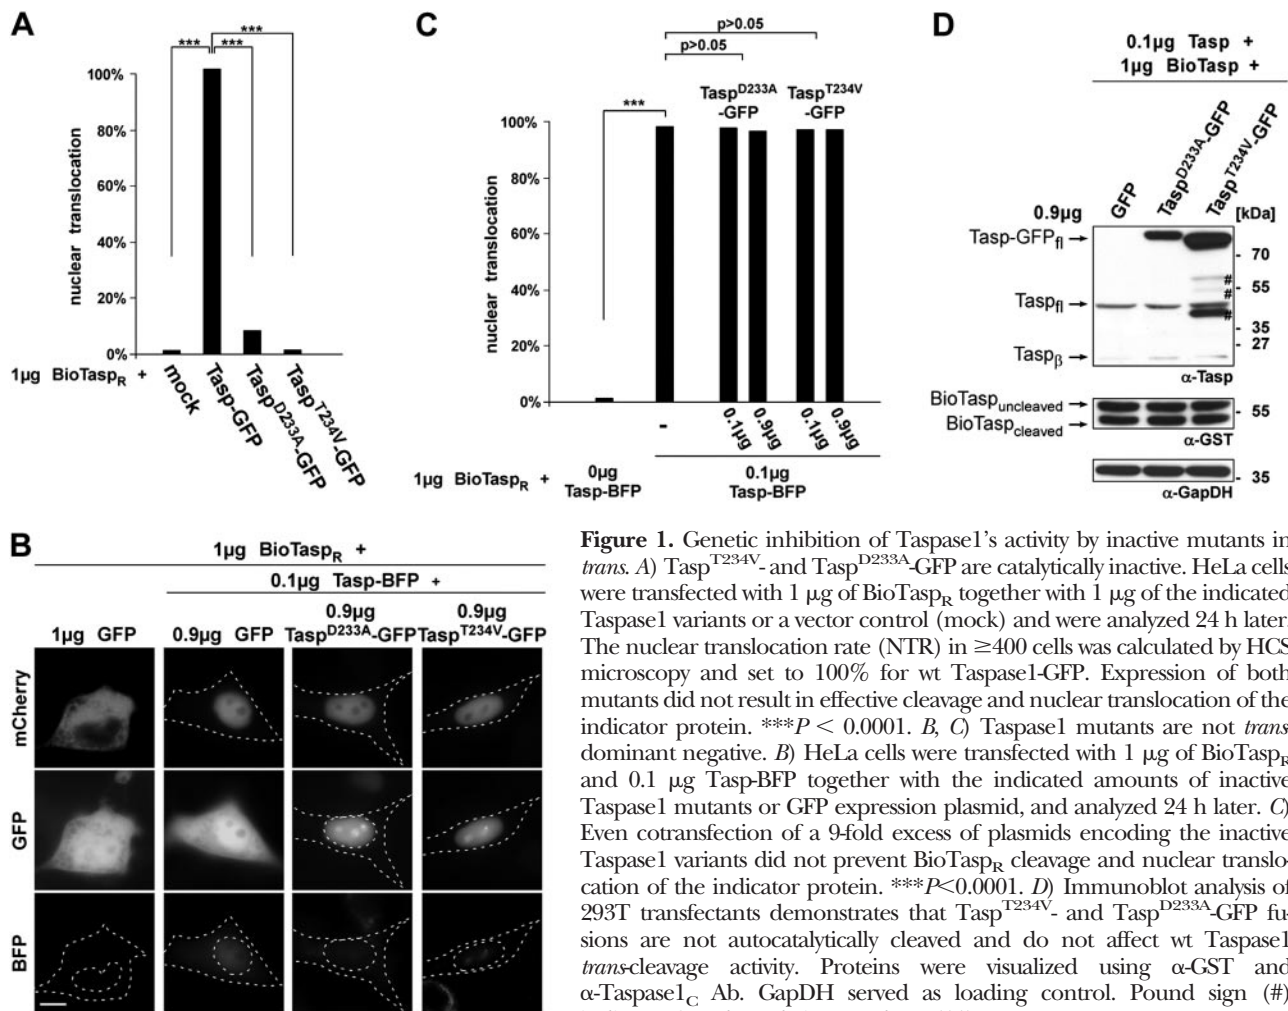 A
***
***
***
100%
80%
60%
40%
20%
0%
nuclear translocation
1µg BioTaspR +
mock
Tasp-GFP
TaspD233A-GFP
TaspT234V-GFP
C
p>0.05
p>0.05
***
TaspD233A
-GFP
TaspT234V
-GFP
100%
80%
60%
40%
20%
0%
nuclear translocation
-
0.1µg
0.9µg
0.1µg
0.9µg
1µg BioTaspR +
0µg
Tasp-BFP
0.1µg
Tasp-BFP
D
0.1µg Tasp +
1µg BioTasp +
0.9µg
GFP
TaspD233A-GFP
TaspT234V-GFP
[kDa]
Tasp-GFPfl
Taspfl
Taspβ
- 70
- 55
- 35
- 27
#
#
#
α-Tasp
BioTaspuncleaved
BioTaspcleaved
- 55
α-GST
- 35
α-GapDH
B
1µg BioTaspR +
0.1µg Tasp-BFP +
1µg GFP
0.9µg GFP
0.9µg
TaspD233A-GFP
0.9µg
TaspT234V-GFP
mCherry
GFP
BFP
Figure 1. Genetic inhibition of Taspase1's activity by inactive mutants in
trans. A) TaspT234V- and TaspD233A-GFP are catalytically inactive. HeLa cells
were transfected with 1 µg of BioTaspR together with 1 µg of the indicated
Taspase1 variants or a vector control (mock) and were analyzed 24 h later.
The nuclear translocation rate (NTR) in ≥400 cells was calculated by HCS
microscopy and set to 100% for wt Taspase1-GFP. Expression of both
mutants did not result in effective cleavage and nuclear translocation of the
indicator protein. ***P < 0.0001. B, C) Taspase1 mutants are not trans-
dominant negative. B) HeLa cells were transfected with 1 µg of BioTaspR
and 0.1 µg Tasp-BFP together with the indicated amounts of inactive
Taspase1 mutants or GFP expression plasmid, and analyzed 24 h later. C)
Even cotransfection of a 9-fold excess of plasmids encoding the inactive
Taspase1 variants did not prevent BioTaspR cleavage and nuclear translo
cation of the indicator protein. ***P<0.0001. D) Immunoblot analysis of
293T transfectants demonstrates that TaspT234V- and TaspD233A-GFP fu-
sions are not autocatalytically cleaved and do not affect wt Taspase1
trans-cleavage activity. Proteins were visualized using α-GST and
α-Taspase1C Ab. GapDH served as loading control. Pound sign (#)